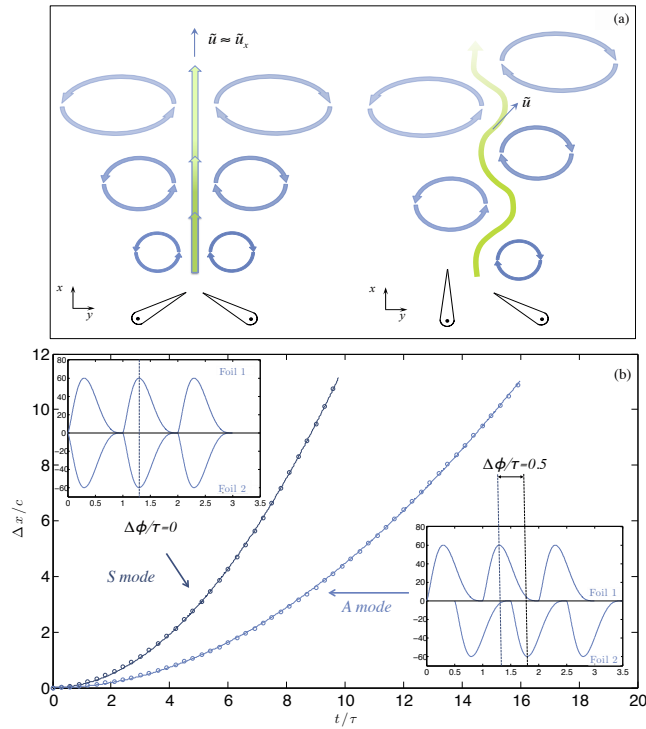 (a)
ũ ≈ ũₓ
ũ
x
y
x
y
(b)
12
10
8
6
4
2
0
Δx/c
0 2 4 6 8 10 12 14 16 18 20
t/τ
80
60
40
20
0
−20
−40
−60
0 0.5 1 1.5 2 2.5 3 3.5
Foil 1
Foil 2
Δϕ/τ=0
S mode
A mode
Δϕ/τ=0.5
80
60
40
20
0
−20
−40
−60
0 0.5 1 1.5 2 2.5 3 3.5
Foil 1
Foil 2